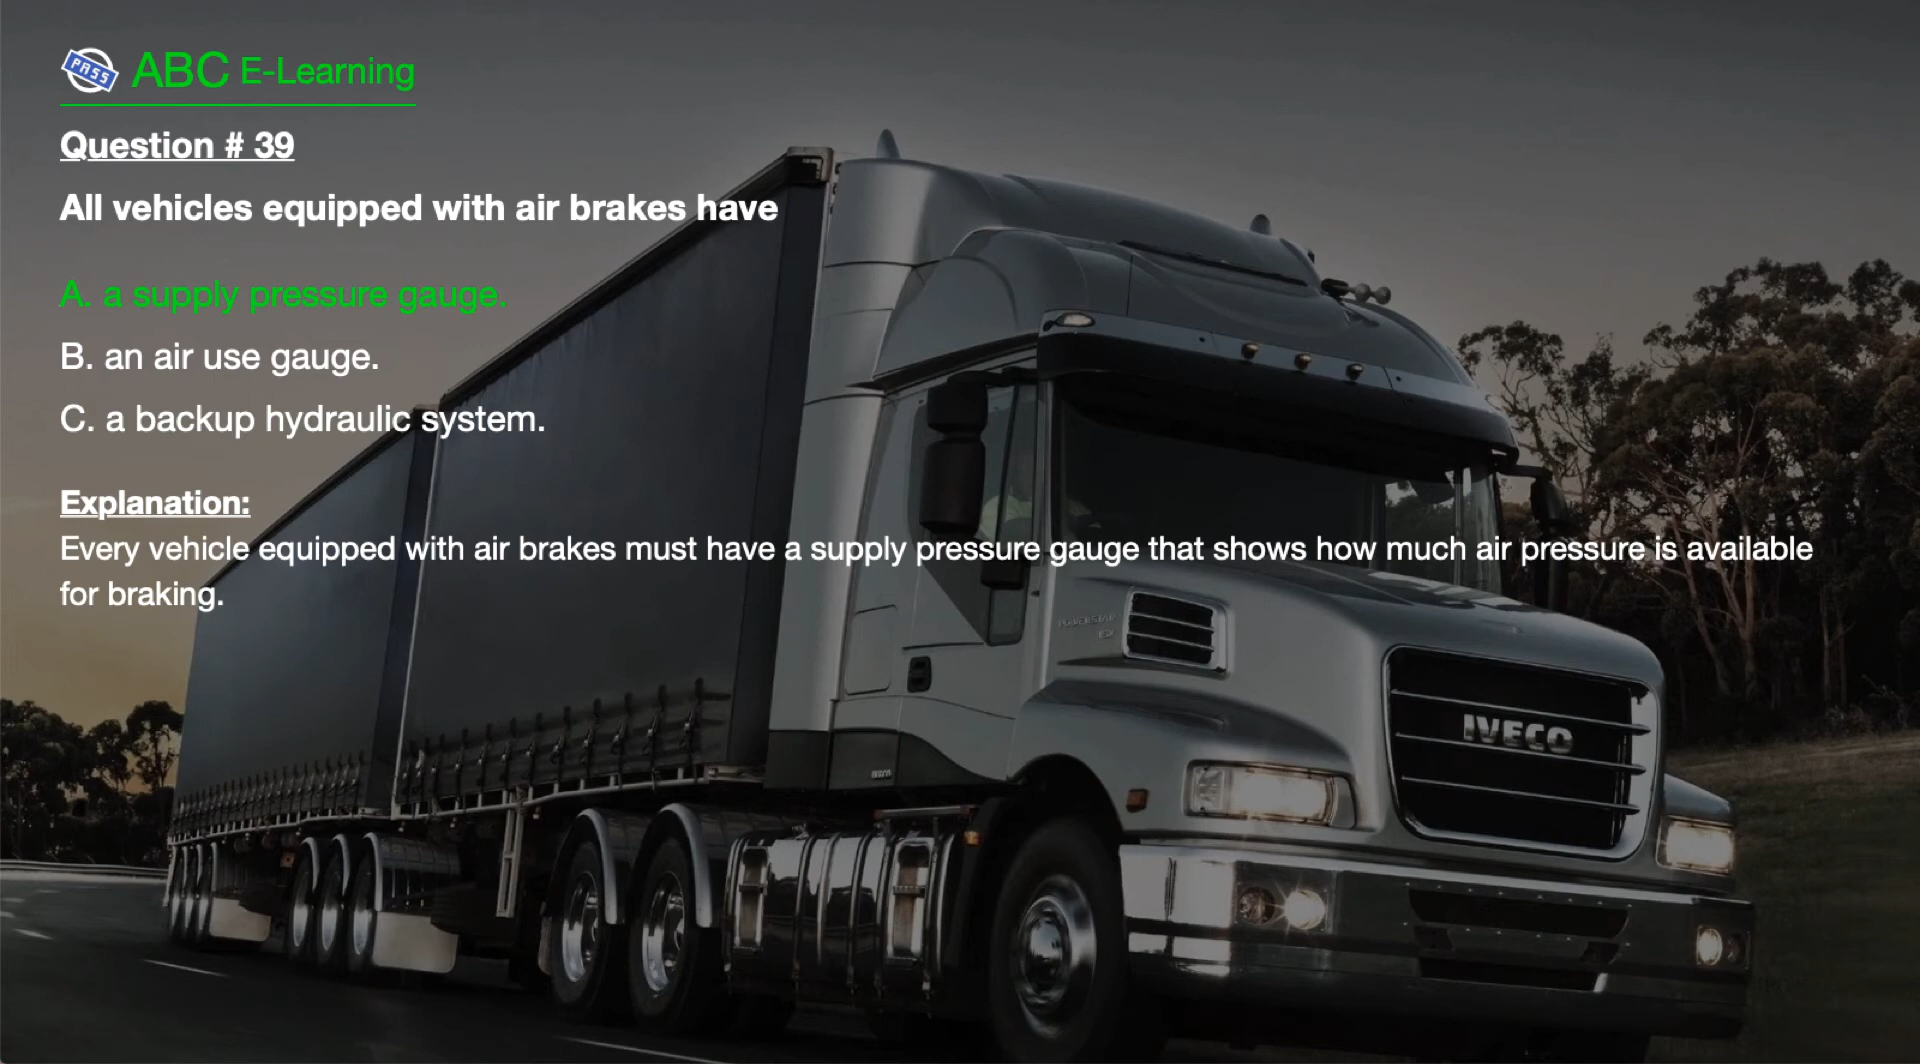 PASS
ABC E-Learning
Question # 39
All vehicles equipped with air brakes have
A. a supply pressure gauge.
B. an air use gauge.
C. a backup hydraulic system.
Explanation:
Every vehicle equipped with air brakes must have a supply pressure gauge that shows how much air pressure is available
for braking.
POWERSTAR
IVECO